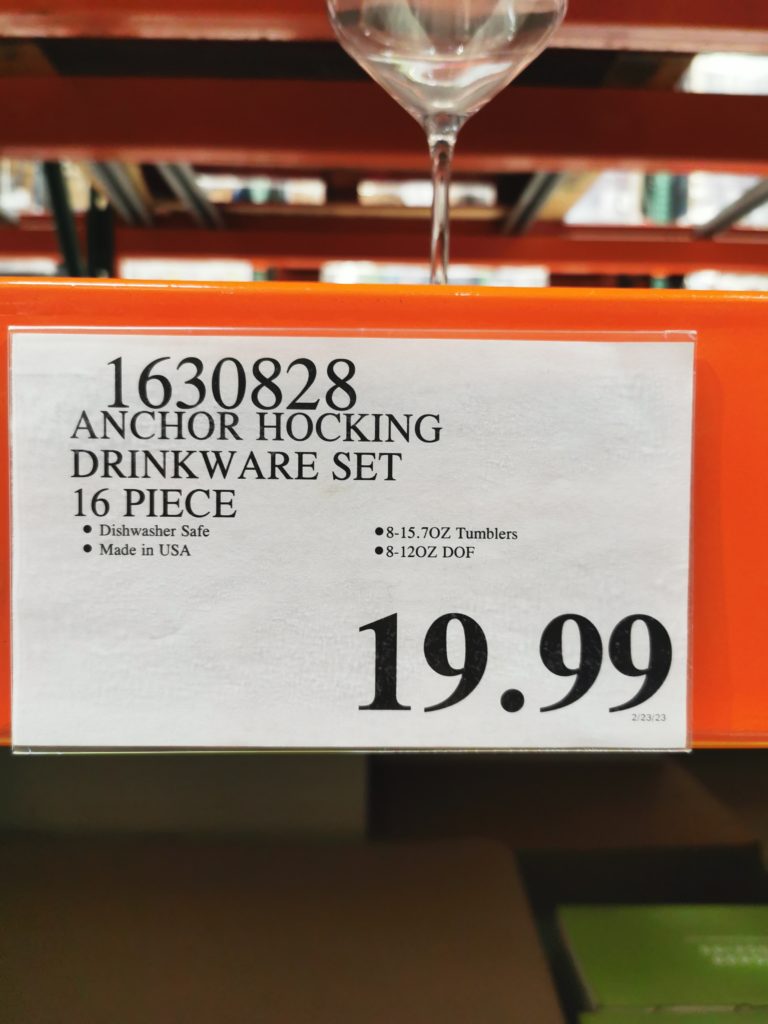 1630828
ANCHOR HOCKING
DRINKWARE SET
16 PIECE
● Dishwasher Safe
● Made in USA
●8-15.7OZ Tumblers
●8-12OZ DOF
19.99
2/23/23